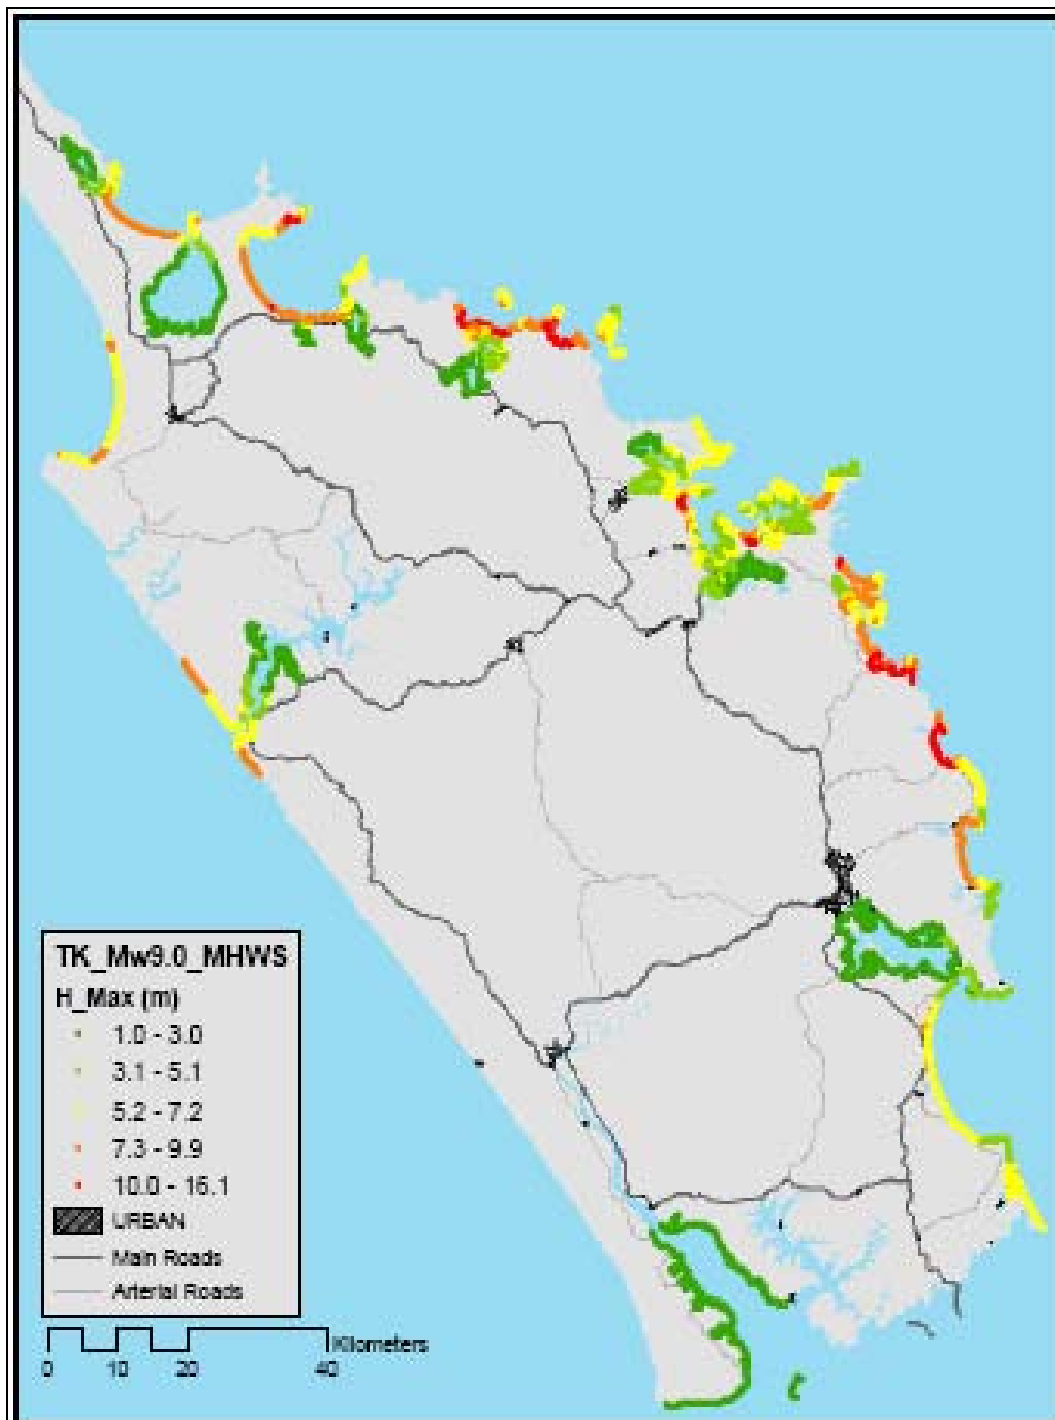 TK_Mw9.0_MHWS
H_Max (m)
1.0 - 3.0
3.1 - 5.1
5.2 - 7.2
7.3 - 9.9
10.0 - 16.1
URBAN
Main Roads
Arterial Roads
Kilometers
0 10 20 40